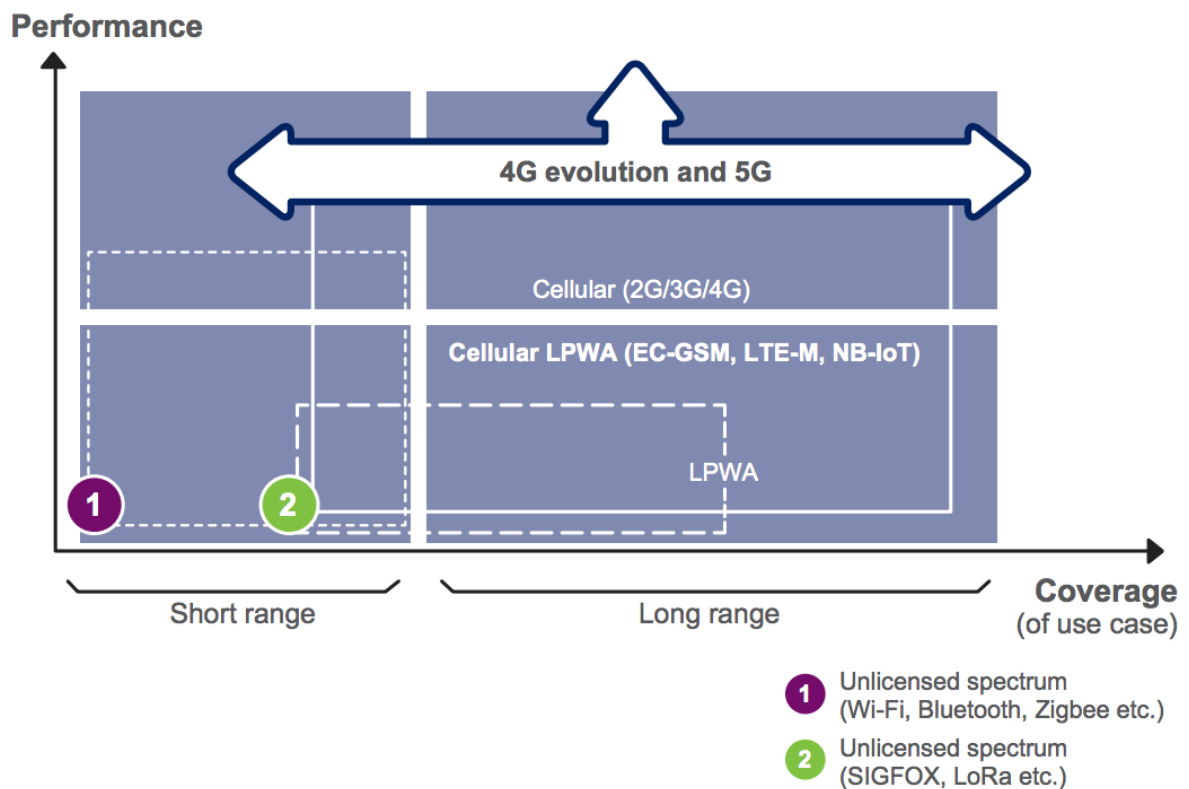 Performance
4G evolution and 5G
Cellular (2G/3G/4G)
Cellular LPWA (EC-GSM, LTE-M, NB-IoT)
LPWA
1
2
Short range
Long range
Coverage
(of use case)
1
Unlicensed spectrum
(Wi-Fi, Bluetooth, Zigbee etc.)
2
Unlicensed spectrum
(SIGFOX, LoRa etc.)